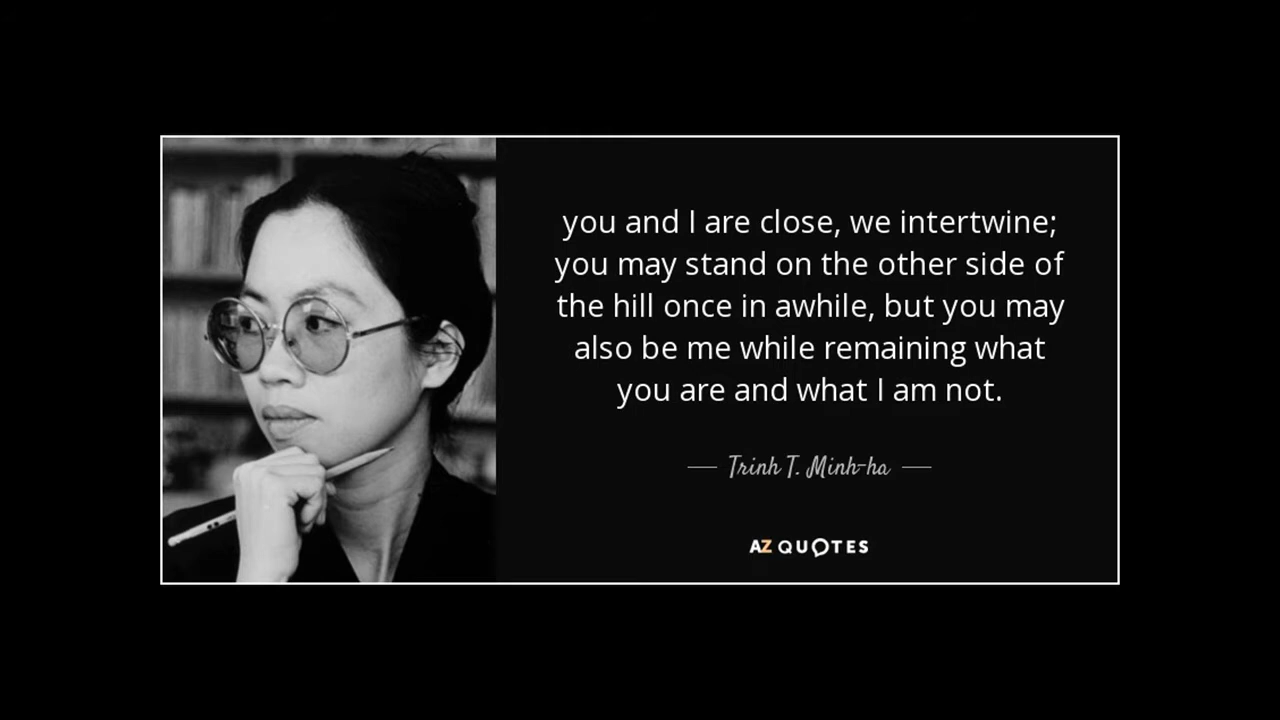 you and I are close, we intertwine;
you may stand on the other side of
the hill once in awhile, but you may
also be me while remaining what
you are and what I am not.
— Trinh T. Minh-ha —
AZ QUOTES